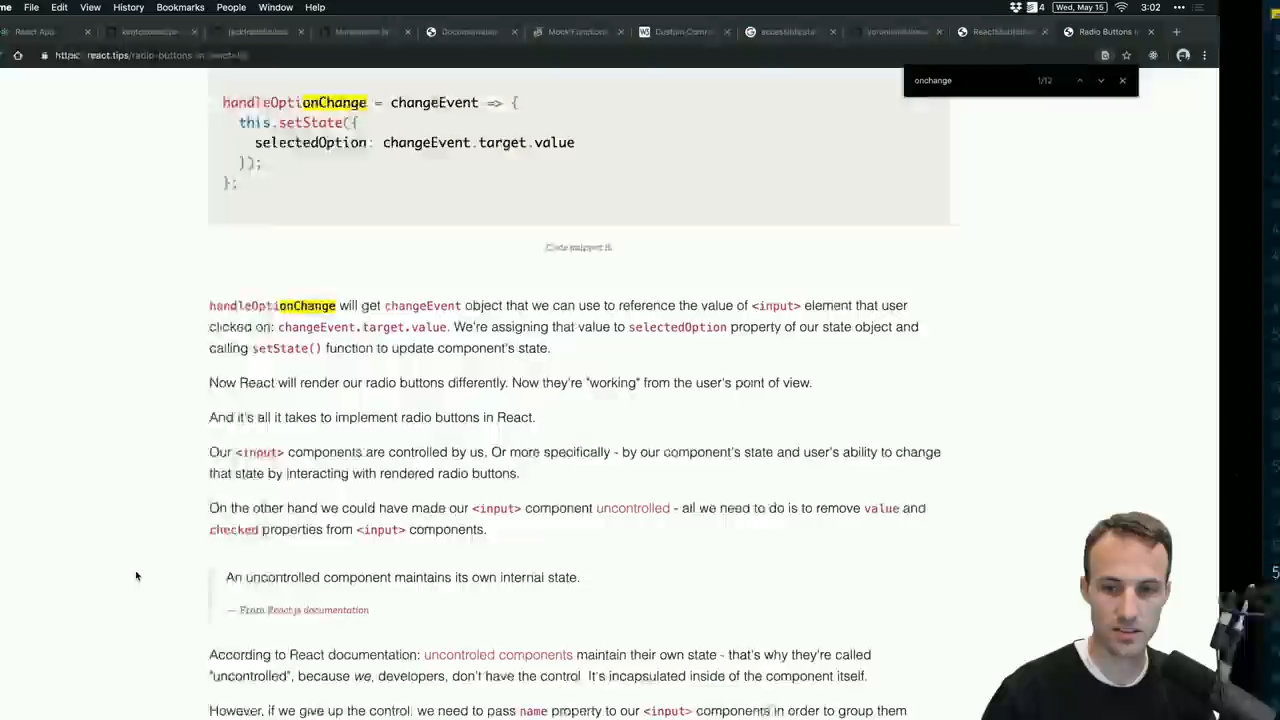 File Edit View History Bookmarks People Window Help
4 Wed, May 15 3:02
React App
Documentation
Mock Functions
Custom Com
Radio Buttons In
https react.tips/radio-buttons-in
onchange 1/12
handleOptionChange = changeEvent => {
this.setState({
selectedOption: changeEvent.target.value
});
};
Code snippet 8.
handleOptionChange will get changeEvent object that we can use to reference the value of <input> element that user
clicked on: changeEvent.target.value. We're assigning that value to selectedOption property of our state object and
calling setState() function to update component's state.
Now React will render our radio buttons differently. Now they're "working" from the user's point of view.
And it's all it takes to implement radio buttons in React.
Our <input> components are controlled by us. Or more specifically - by our component's state and user's ability to change
that state by interacting with rendered radio buttons.
On the other hand we could have made our <input> component uncontrolled - all we need to do is to remove value and
checked properties from <input> components.
An uncontrolled component maintains its own internal state.
— From React.js documentation
According to React documentation: uncontroled components maintain their own state - that's why they're called
"uncontrolled", because we, developers, don't have the control. It's incapsulated inside of the component itself.
However, if we give up the control, we need to pass name property to our <input> components in order to group them